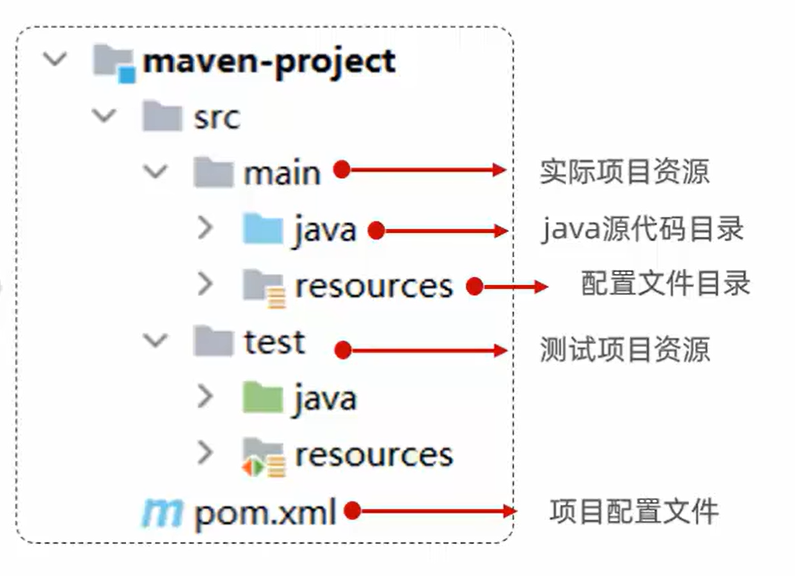 maven-project
src
main 实际项目资源
java java源代码目录
resources 配置文件目录
test 测试项目资源
java
resources
pom.xml 项目配置文件